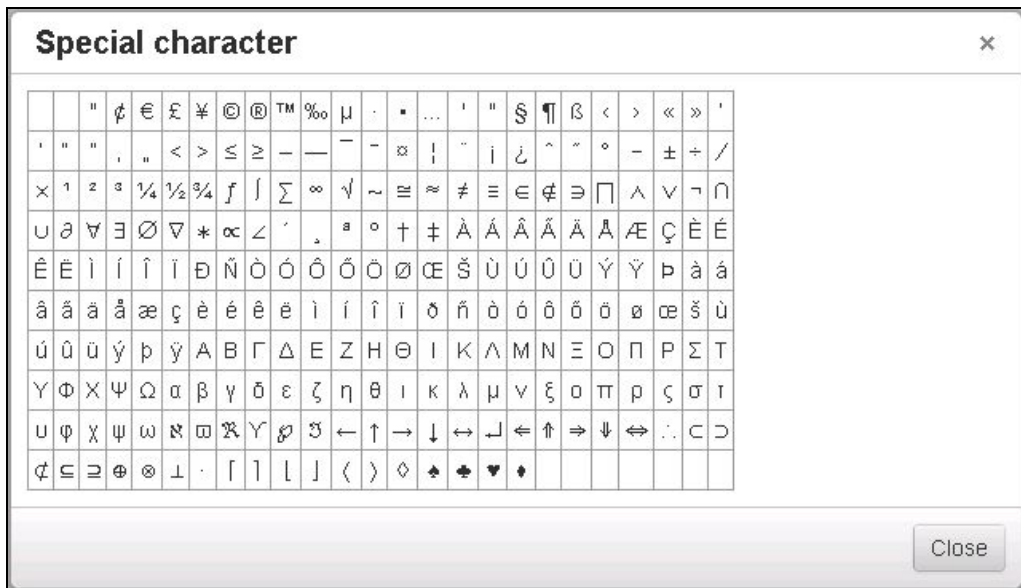 Special character ×
" ¢ € £ ¥ © ® ™ ‰ µ · ▪ … ' " § ¶ ß ‹ › « » '
' " " ‚ „ < > ≤ ≥ – — ¯ ‾ ¤ ¦ ¨ ¡ ¿ ˆ ˝ ° − ± ÷ ⁄
× ¹ ² ³ ¼ ½ ¾ ƒ ∫ ∑ ∞ √ ∼ ≅ ≈ ≠ ≡ ∈ ∉ ∋ ∏ ∧ ∨ ¬ ∩
∪ ∂ ∀ ∃ Ø ∇ ∗ ∝ ∠ ´ ¸ ª º † ‡ À Á Â Ã Ä Å Æ Ç È É
Ê Ë Ì Í Î Ï Ð Ñ Ò Ó Ô Õ Ö Ø Œ Š Ù Ú Û Ü Ý Ÿ Þ à á
â ã ä å æ ç è é ê ë ì í î ï ð ñ ò ó ô õ ö ø œ š ù
ú û ü ý þ ÿ Α Β Γ Δ Ε Ζ Η Θ Ι Κ Λ Μ Ν Ξ Ο Π Ρ Σ Τ
Υ Φ Χ Ψ Ω α β γ δ ε ζ η θ ι κ λ μ ν ξ ο π ρ ς σ τ
υ φ χ ψ ω ℵ ϖ ℜ ϒ ℘ ℑ ← ↑ → ↓ ↔ ↵ ⇐ ⇑ ⇒ ⇓ ⇔ ∴ ⊂ ⊃
⊄ ⊆ ⊇ ⊕ ⊗ ⊥ ⋅ ⌈ ⌉ ⌊ ⌋ 〈 〉 ◊ ♠ ♣ ♥ ♦
Close